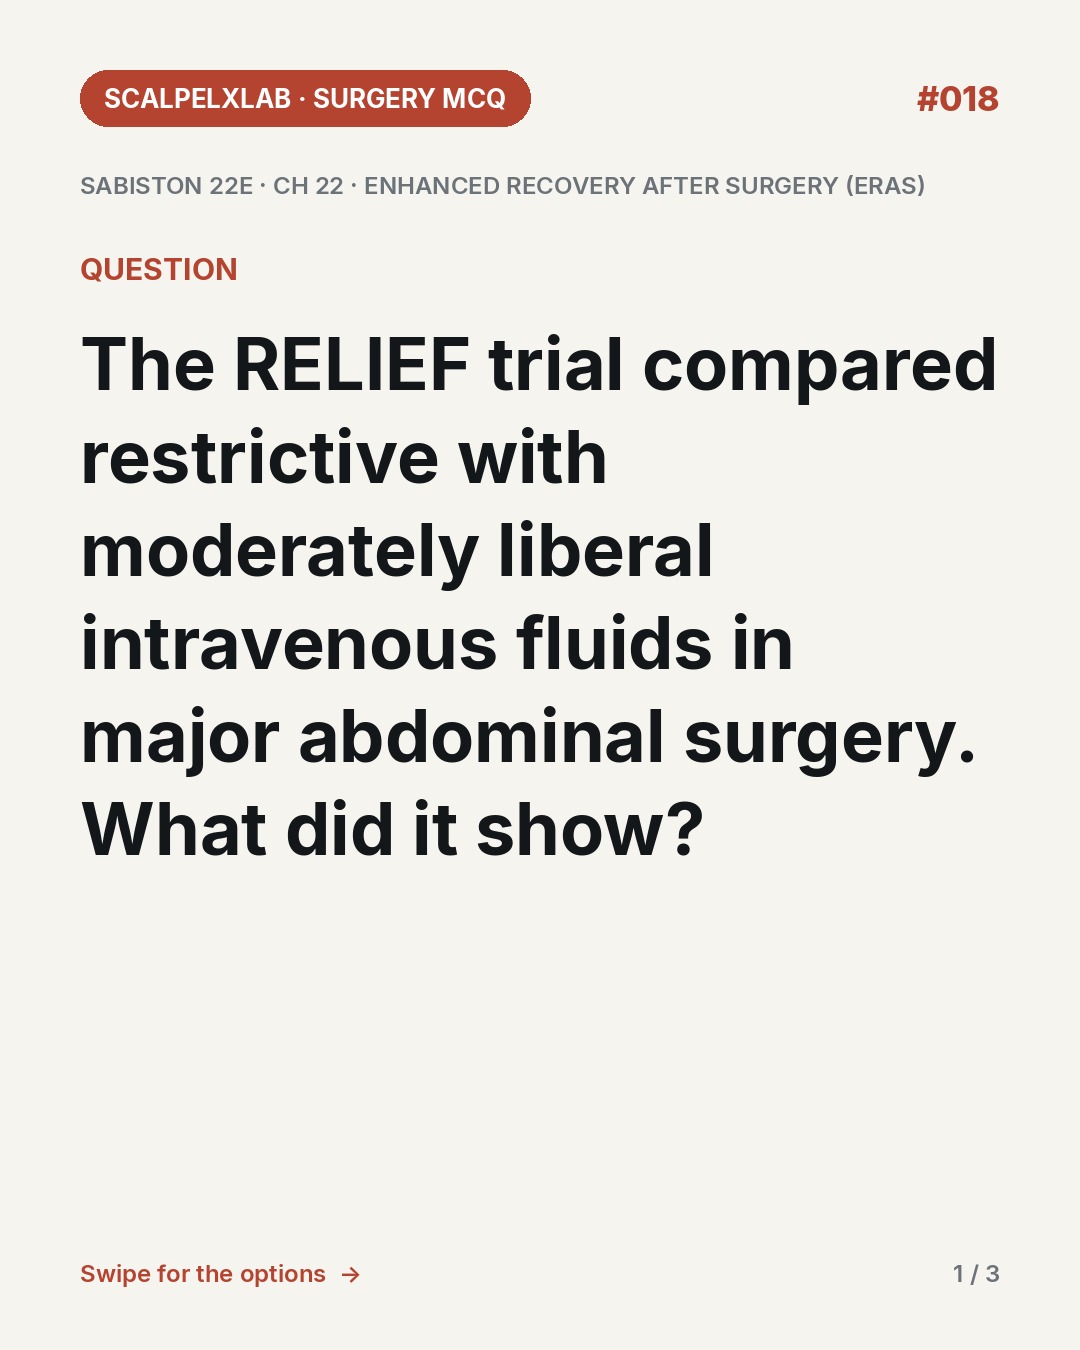 SCALPELXLAB · SURGERY MCQ
#018
SABISTON 22E · CH 22 · ENHANCED RECOVERY AFTER SURGERY (ERAS)
QUESTION
The RELIEF trial compared
restrictive with
moderately liberal
intravenous fluids in
major abdominal surgery.
What did it show?
Swipe for the options →
1 / 3